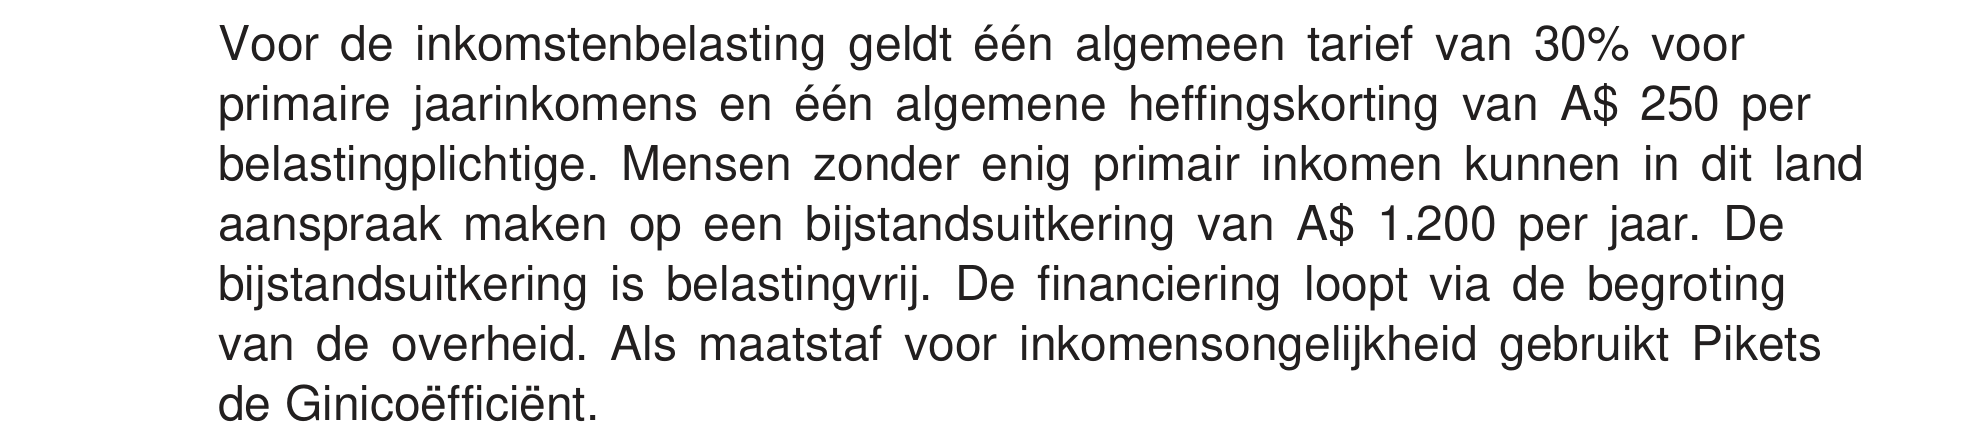 Voor de inkomstenbelasting geldt één algemeen tarief van 30% voor
primaire jaarinkomens en één algemene heffingskorting van A$ 250 per
belastingplichtige. Mensen zonder enig primair inkomen kunnen in dit land
aanspraak maken op een bijstandsuitkering van A$ 1.200 per jaar. De
bijstandsuitkering is belastingvrij. De financiering loopt via de begroting
van de overheid. Als maatstaf voor inkomensongelijkheid gebruikt Pikets
de Ginicoëfficiënt.